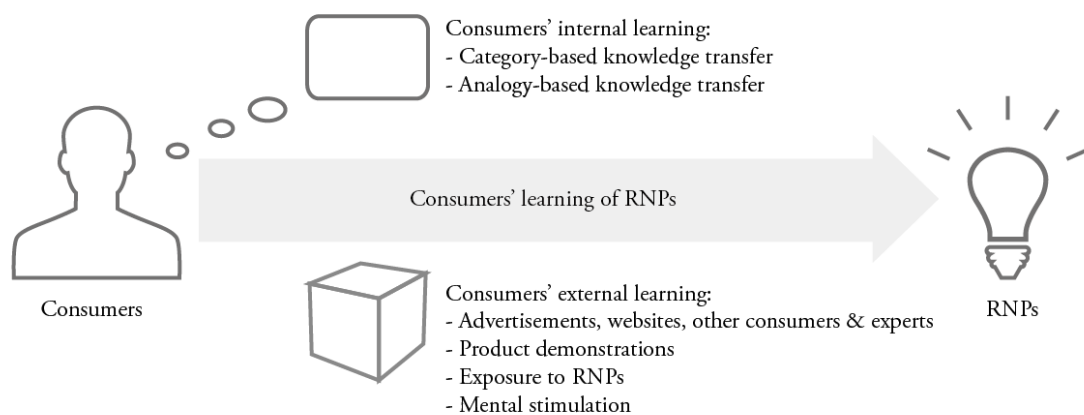 Consumers’ internal learning:
- Category-based knowledge transfer
- Analogy-based knowledge transfer
Consumers’ learning of RNPs
Consumers
Consumers’ external learning:
- Advertisements, websites, other consumers & experts
- Product demonstrations
- Exposure to RNPs
- Mental stimulation
RNPs